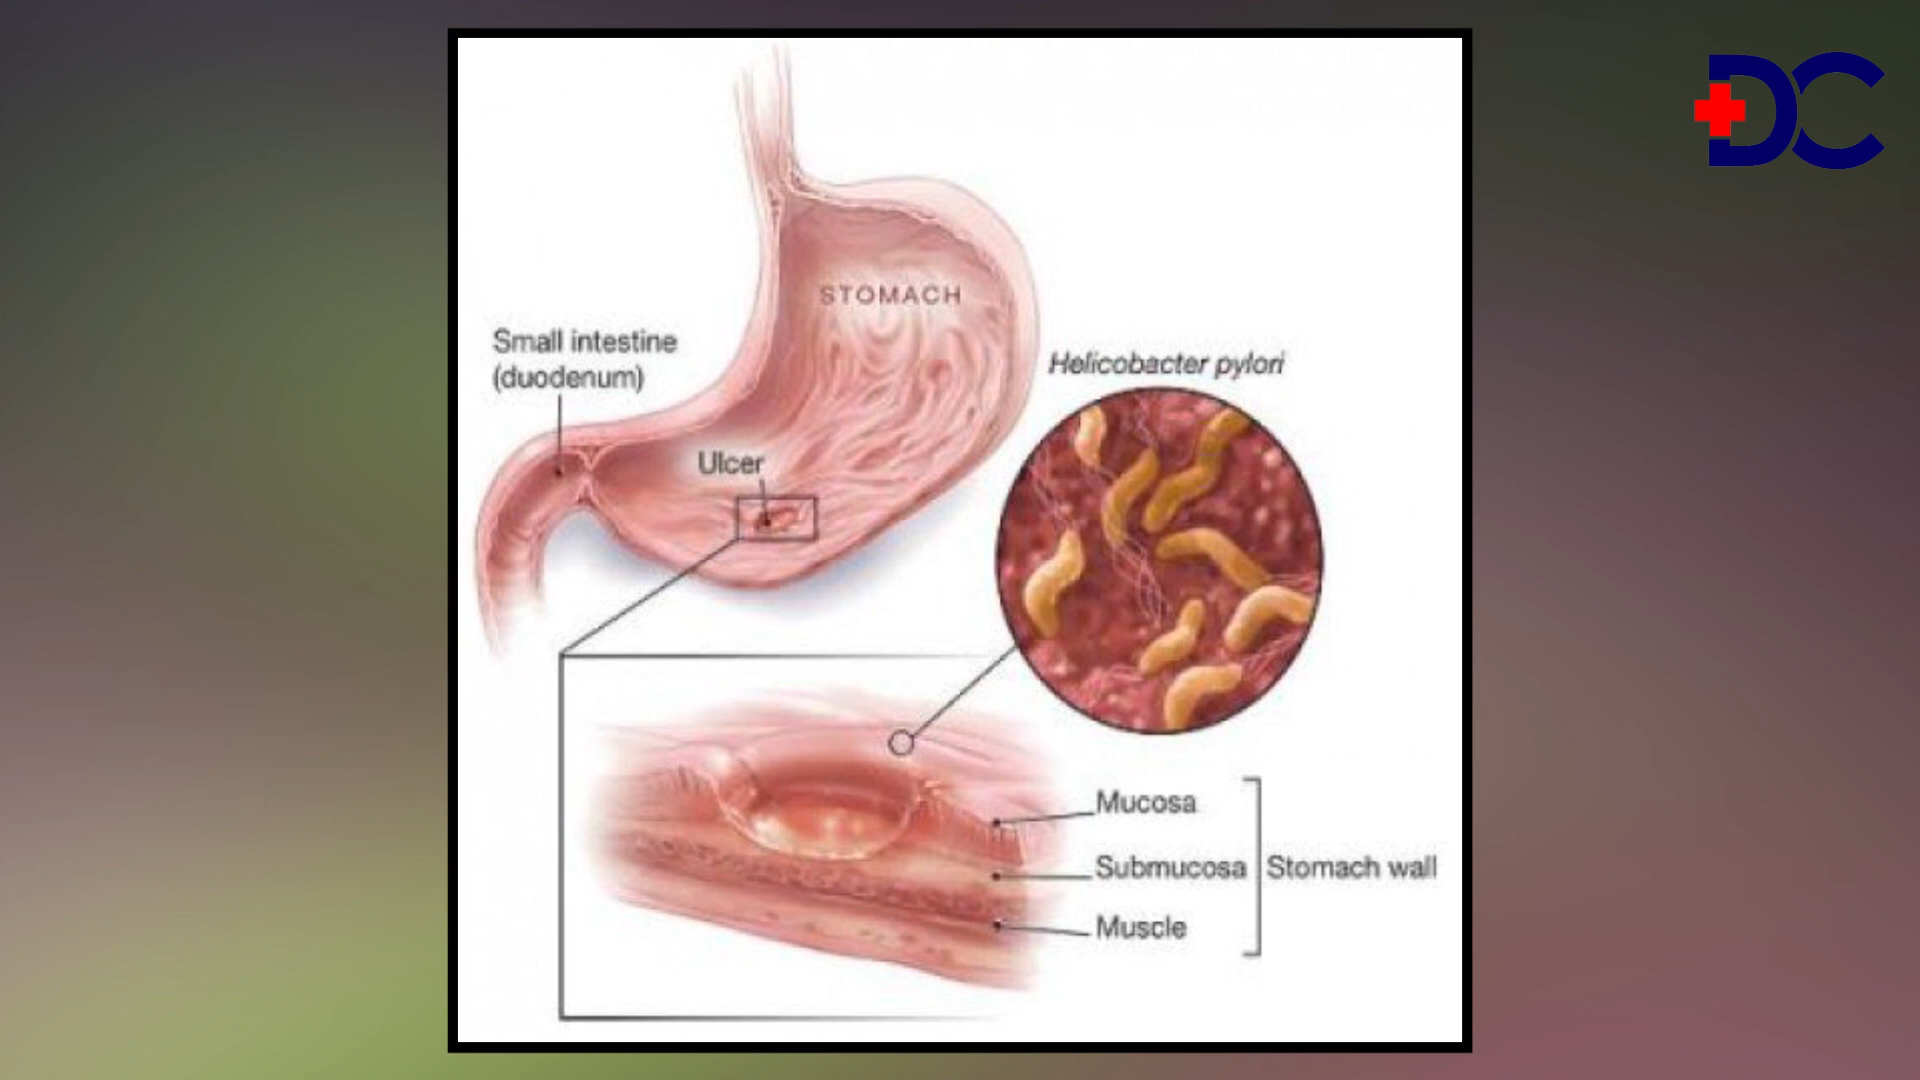 DC
STOMACH
Small intestine
(duodenum)
Helicobacter pylori
Ulcer
Mucosa
Submucosa
Stomach wall
Muscle